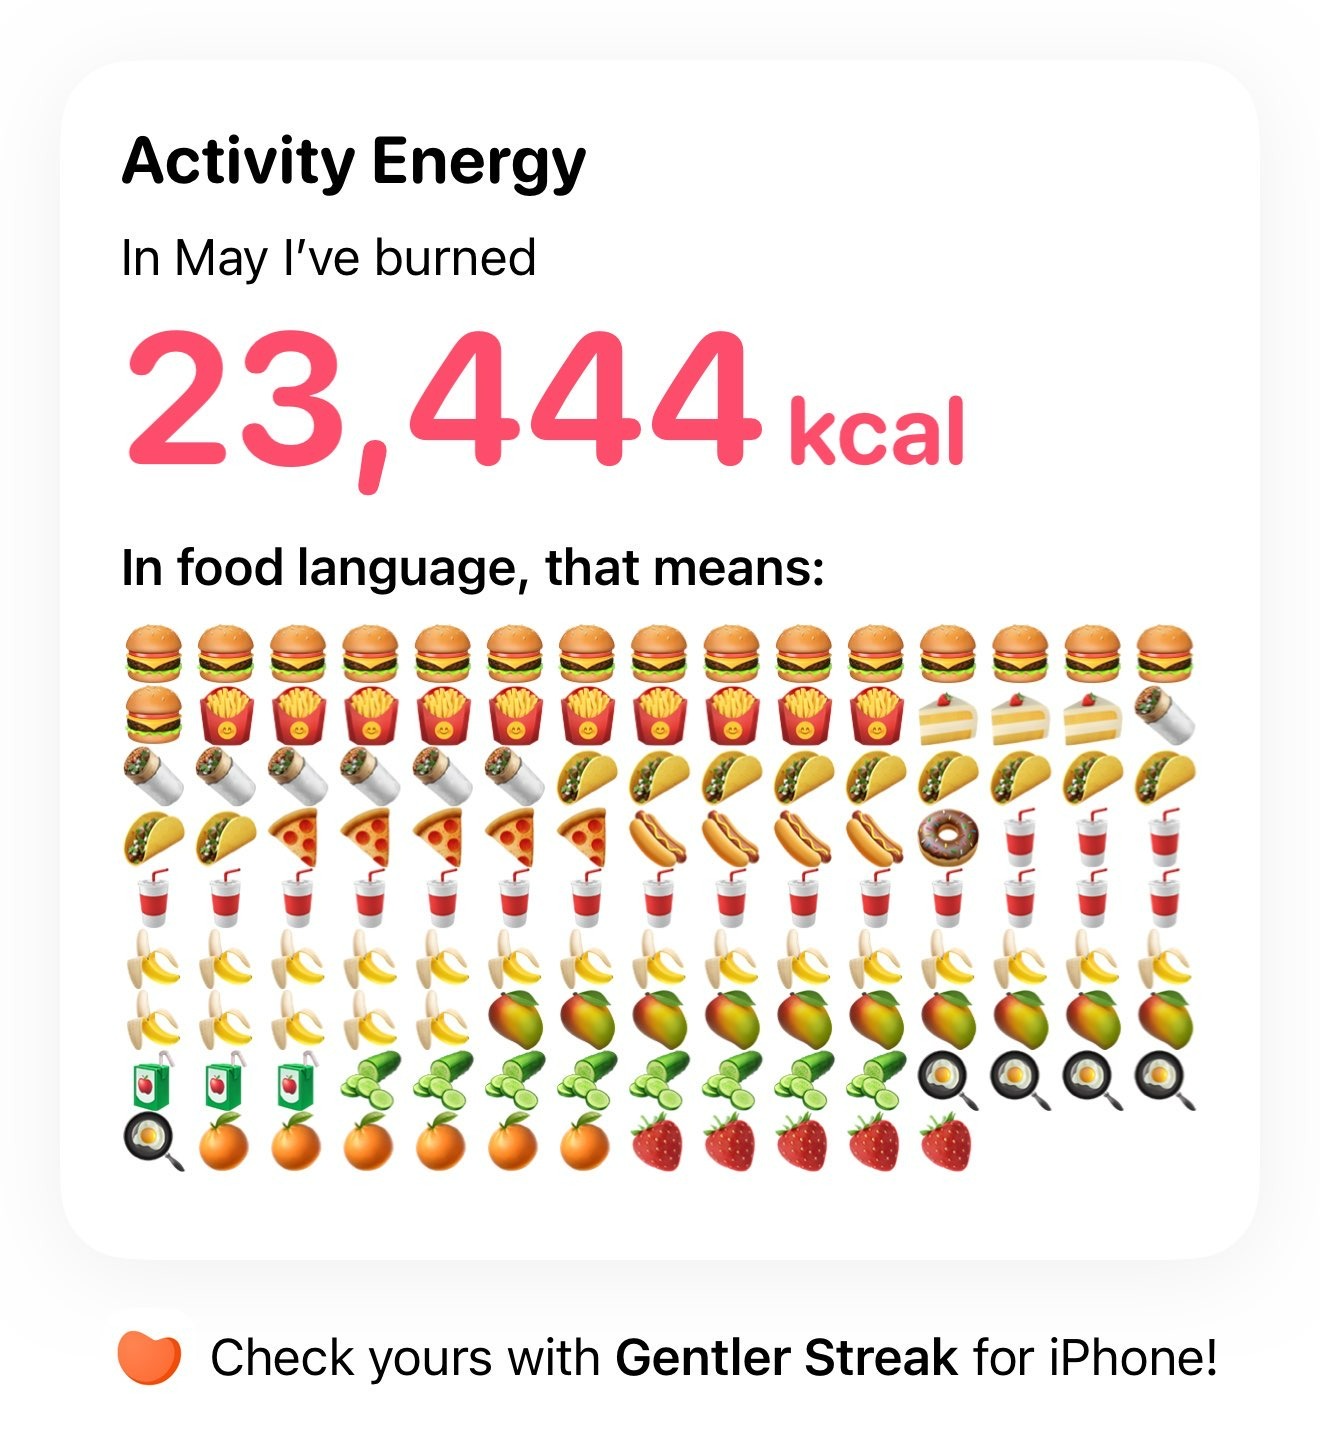 Activity Energy
In May I’ve burned
23,444 kcal
In food language, that means:
Check yours with Gentler Streak for iPhone!